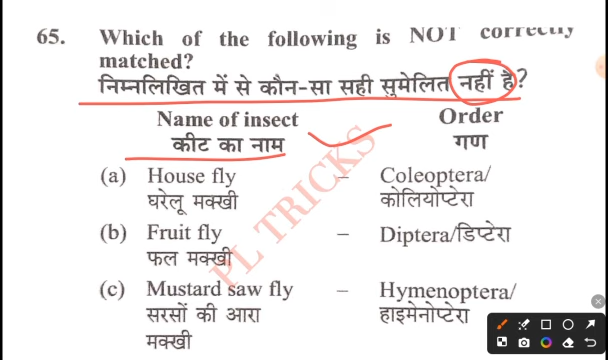 65. Which of the following is NOT correctly
matched?
निम्नलिखित में से कौन-सा सही सुमेलित नहीं है?
Name of insect Order
कीट का नाम गण
(a) House fly – Coleoptera/
घरेलू मक्खी कोलियोप्टेरा
(b) Fruit fly – Diptera/डिप्टेरा
फल मक्खी
(c) Mustard saw fly – Hymenoptera/
सरसों की आरा हाइमेनोप्टेरा
मक्खी
PL TRICKS